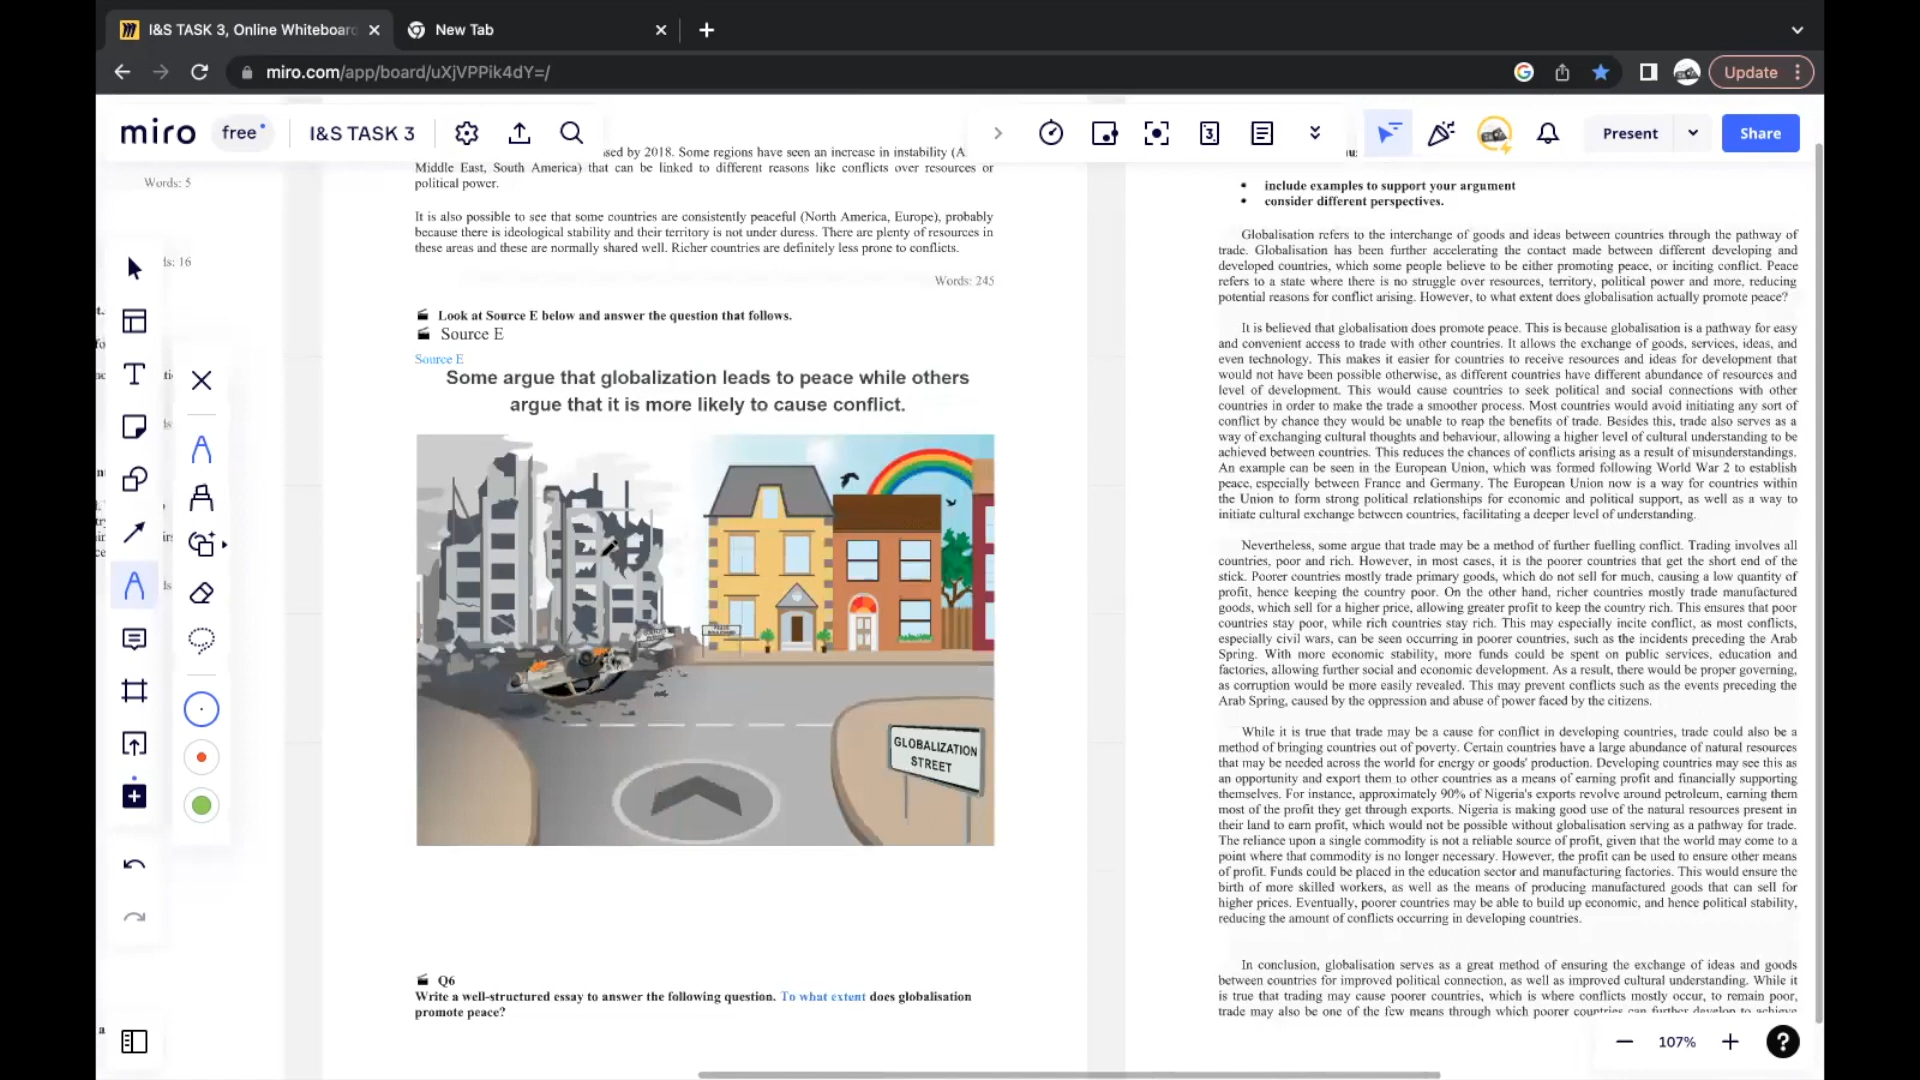 I&S TASK 3, Online Whiteboard
New Tab
miro.com/app/board/uXjVPPik4dY=/
Update
miro
free
I&S TASK 3
Present
Share
Words: 5
ds: 16
sed by 2018. Some regions have seen an increase in instability (A
Middle East, South America) that can be linked to different reasons like conflicts over resources or
political power.
It is also possible to see that some countries are consistently peaceful (North America, Europe), probably
because there is ideological stability and their territory is not under duress. There are plenty of resources in
these areas and these are normally shared well. Richer countries are definitely less prone to conflicts.
Words: 245
Look at Source E below and answer the question that follows.
Source E
Source E
Some argue that globalization leads to peace while others
argue that it is more likely to cause conflict.
GLOBALIZATION
STREET
Q6
Write a well-structured essay to answer the following question. To what extent does globalisation
promote peace?
include examples to support your argument
consider different perspectives.
Globalisation refers to the interchange of goods and ideas between countries through the pathway of
trade. Globalisation has been further accelerating the contact made between different developing and
developed countries, which some people believe to be either promoting peace, or inciting conflict. Peace
refers to a state where there is no struggle over resources, territory, political power and more, reducing
potential reasons for conflict arising. However, to what extent does globalisation actually promote peace?
It is believed that globalisation does promote peace. This is because globalisation is a pathway for easy
and convenient access to trade with other countries. It allows the exchange of goods, services, ideas, and
even technology. This makes it easier for countries to receive resources and ideas for development that
would not have been possible otherwise, as different countries have different abundance of resources and
level of development. This would cause countries to seek political and social connections with other
countries in order to make the trade a smoother process. Most countries would avoid initiating any sort of
conflict by chance they would be unable to reap the benefits of trade. Besides this, trade also serves as a
way of exchanging cultural thoughts and behaviour, allowing a higher level of cultural understanding to be
achieved between countries. This reduces the chances of conflicts arising as a result of misunderstandings.
An example can be seen in the European Union, which was formed following World War 2 to establish
peace, especially between France and Germany. The European Union now is a way for countries within
the Union to form strong political relationships for economic and political support, as well as a way to
initiate cultural exchange between countries, facilitating a deeper level of understanding.
Nevertheless, some argue that trade may be a method of further fuelling conflict. Trading involves all
countries, poor and rich. However, in most cases, it is the poorer countries that get the short end of the
stick. Poorer countries mostly trade primary goods, which do not sell for much, causing a low quantity of
profit, hence keeping the country poor. On the other hand, richer countries mostly trade manufactured
goods, which sell for a higher price, allowing greater profit to keep the country rich. This ensures that poor
countries stay poor, while rich countries stay rich. This may especially incite conflict, as most conflicts,
especially civil wars, can be seen occurring in poorer countries, such as the incidents preceding the Arab
Spring. With more economic stability, more funds could be spent on public services, education and
factories, allowing further social and economic development. As a result, there would be proper governing,
as corruption would be more easily revealed. This may prevent conflicts such as the events preceding the
Arab Spring, caused by the oppression and abuse of power faced by the citizens.
While it is true that trade may be a cause for conflict in developing countries, trade could also be a
method of bringing countries out of poverty. Certain countries have a large abundance of natural resources
that may be needed across the world for energy or goods' production. Developing countries may see this as
an opportunity and export them to other countries as a means of earning profit and financially supporting
themselves. For instance, approximately 90% of Nigeria's exports revolve around petroleum, earning them
most of the profit they get through exports. Nigeria is making good use of the natural resources present in
their land to earn profit, which would not be possible without globalisation serving as a pathway for trade.
The reliance upon a single commodity is not a reliable source of profit, given that the world may come to a
point where that commodity is no longer necessary. However, the profit can be used to ensure other means
of profit. Funds could be placed in the education sector and manufacturing factories. This would ensure the
birth of more skilled workers, as well as the means of producing manufactured goods that can sell for
higher prices. Eventually, poorer countries may be able to build up economic, and hence political stability,
reducing the amount of conflicts occurring in developing countries.
In conclusion, globalisation serves as a great method of ensuring the exchange of ideas and goods
between countries for improved political connection, as well as improved cultural understanding. While it
is true that trading may cause poorer countries, which is where conflicts mostly occur, to remain poor,
trade may also be one of the few means through which poorer countries can further develop to achieve
107%